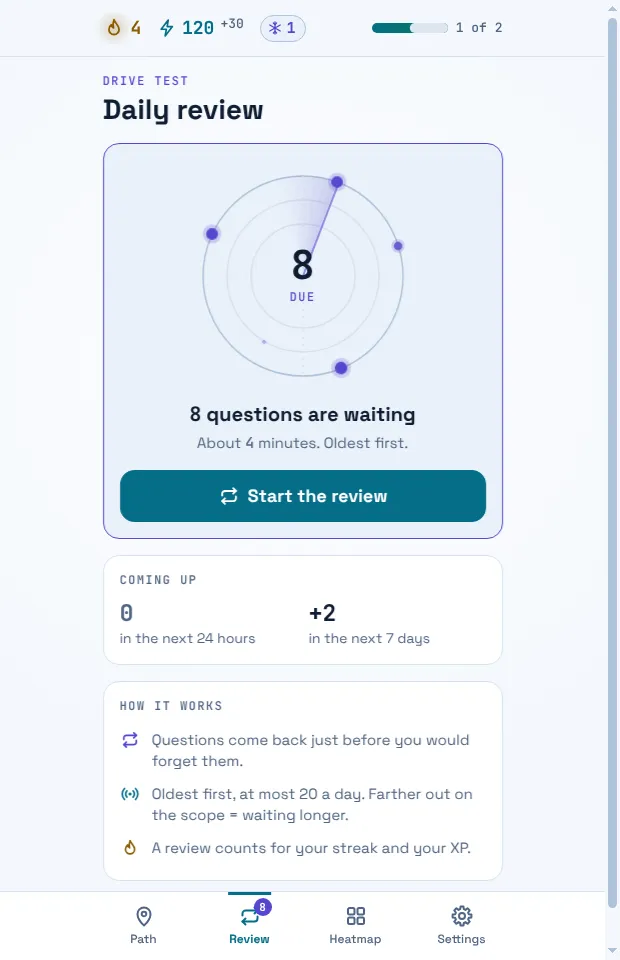 4 120 +30 1 1 of 2
DRIVE TEST
Daily review
8
DUE
8 questions are waiting
About 4 minutes. Oldest first.
Start the review
COMING UP
0 +2
in the next 24 hours in the next 7 days
HOW IT WORKS
Questions come back just before you would
forget them.
Oldest first, at most 20 a day. Farther out on
the scope = waiting longer.
A review counts for your streak and your XP.
8
Path Review Heatmap Settings